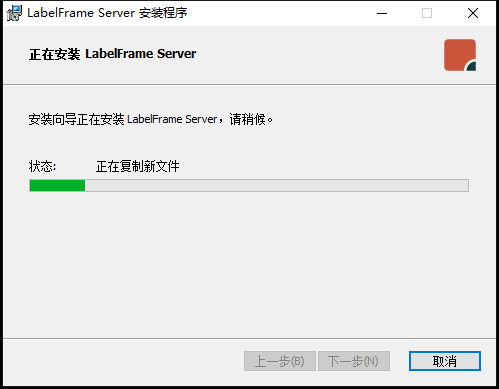 LabelFrame Server 安装程序
正在安装 LabelFrame Server
安装向导正在安装 LabelFrame Server，请稍候。
状态: 正在复制新文件
上一步(B) 下一步(N) 取消